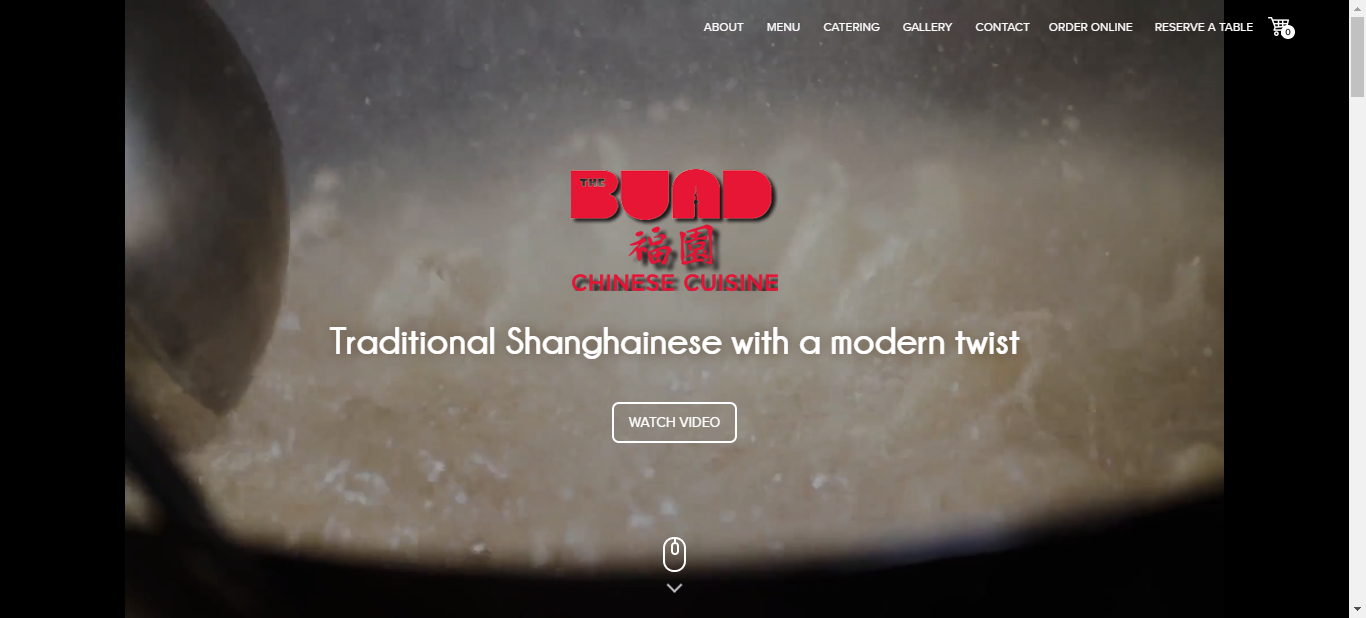 ABOUT MENU CATERING GALLERY CONTACT ORDER ONLINE RESERVE A TABLE 0
THE BUAD
福園
CHINESE CUISINE
Traditional Shanghainese with a modern twist
WATCH VIDEO